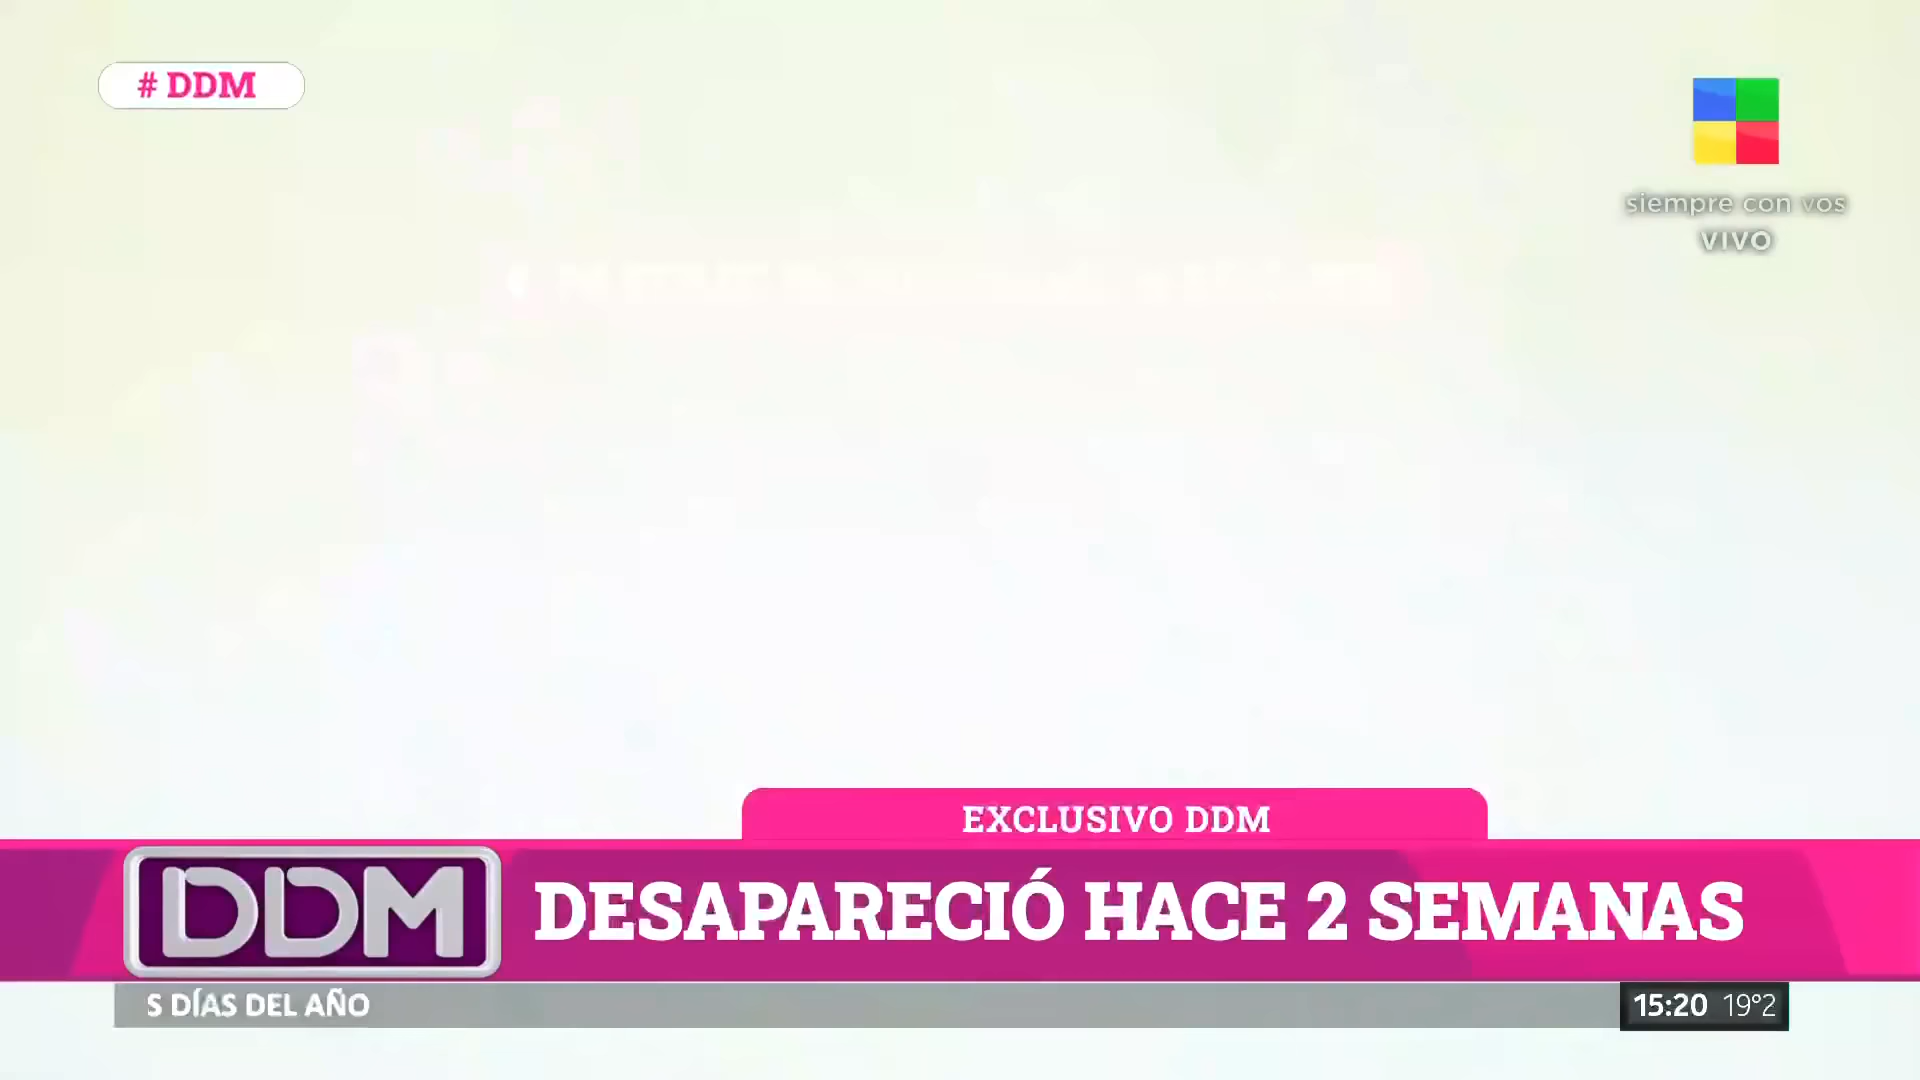 # DDM
siempre con vos
VIVO
EXCLUSIVO DDM
DDM
DESAPARECIÓ HACE 2 SEMANAS
S DÍAS DEL AÑO
15:20 19°2